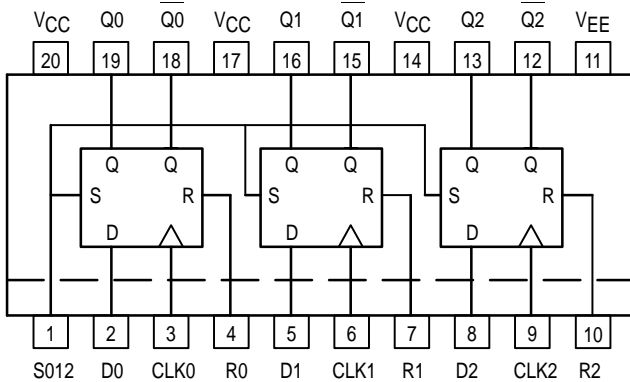 VCC Q0 Q0 VCC Q1 Q1 VCC Q2 Q2 VEE
20 19 18 17 16 15 14 13 12 11
Q Q Q Q Q Q
S R S R S R
D D D
1 2 3 4 5 6 7 8 9 10
S012 D0 CLK0 R0 D1 CLK1 R1 D2 CLK2 R2